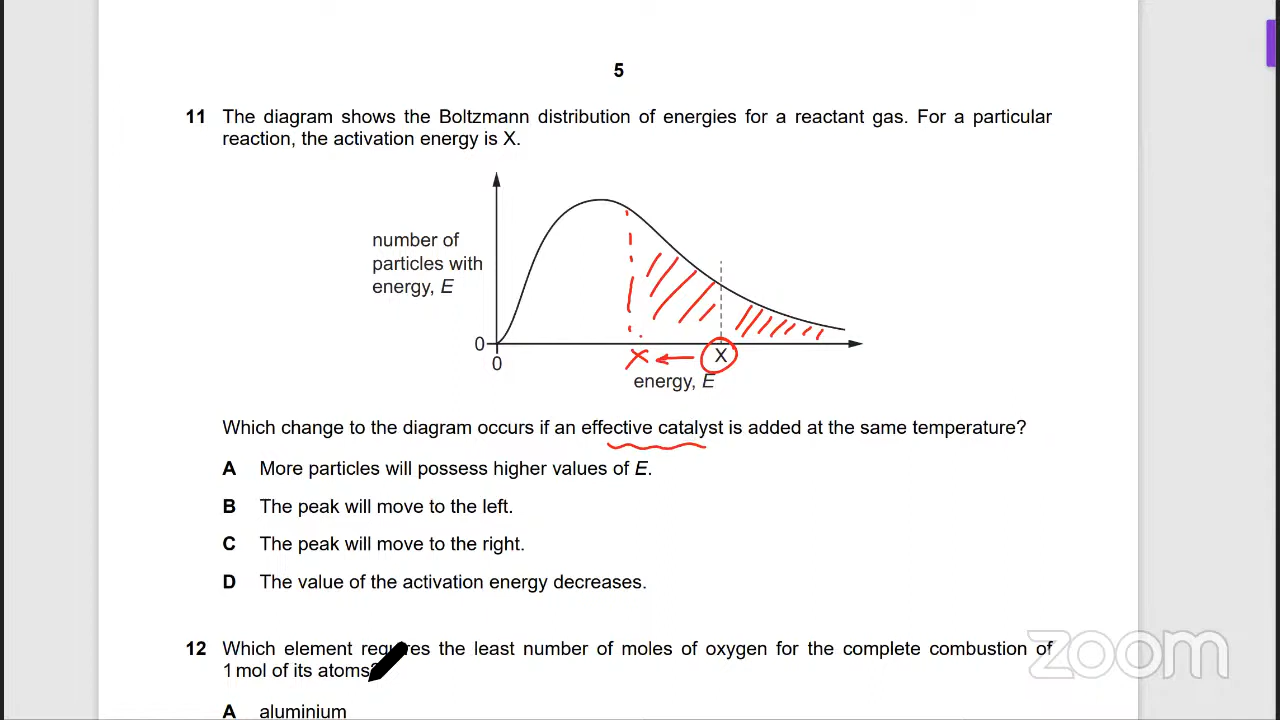 5
11 The diagram shows the Boltzmann distribution of energies for a reactant gas. For a particular
reaction, the activation energy is X.
number of
particles with
energy, E
0
0
X
X
energy, E
Which change to the diagram occurs if an effective catalyst is added at the same temperature?
A More particles will possess higher values of E.
B The peak will move to the left.
C The peak will move to the right.
D The value of the activation energy decreases.
12 Which element requires the least number of moles of oxygen for the complete combustion of
1 mol of its atoms?
A aluminium
zoom